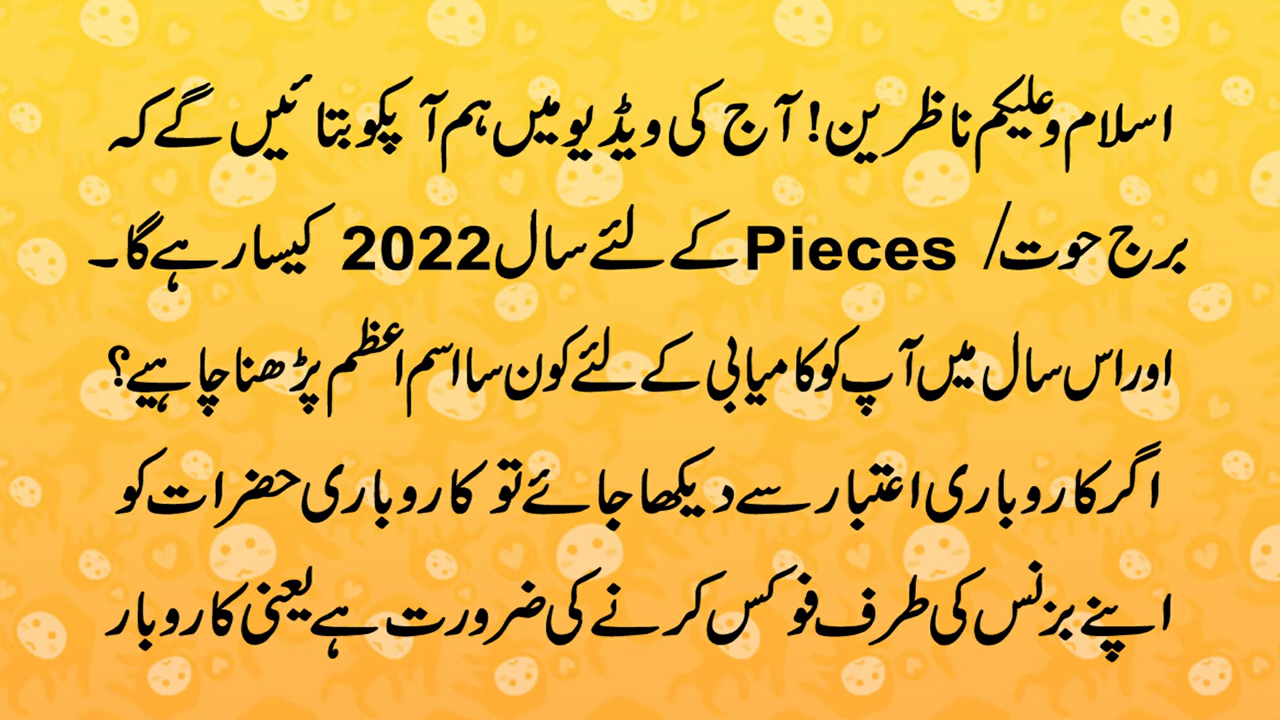 اسلام وعلیکم ناظرین! آج کی ویڈیو میں ہم آپکو بتائیں گے کہ
برج حوت/ Pieces کے لئے سال 2022 کیسا رہے گا۔
اور اس سال میں آپ کو کامیابی کے لئے کون سا اسم اعظم پڑھنا چاہیے؟
اگر کاروباری اعتبار سے دیکھا جائے تو کاروباری حضرات کو
اپنے بزنس کی طرف فوکس کرنے کی ضرورت ہے یعنی کاروبار